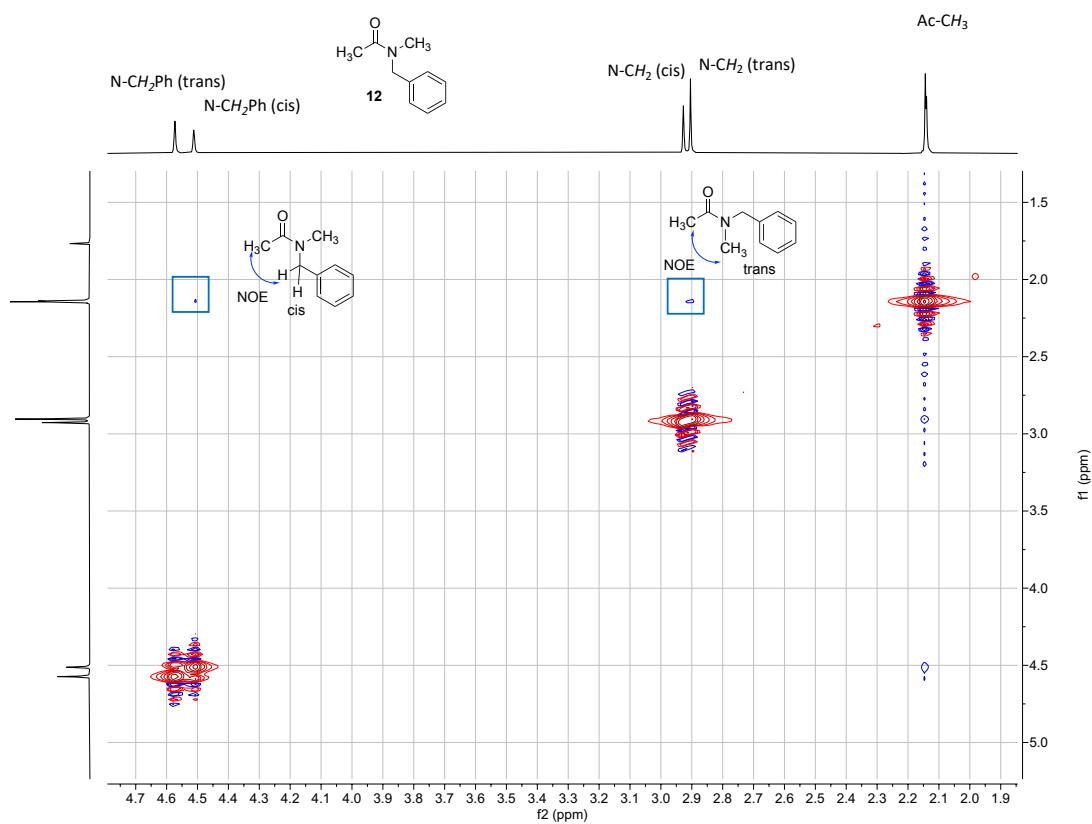 Ac-CH3
O
H3C
N
CH3
12
N-CH2 (cis)
N-CH2 (trans)
N-CH2Ph (trans)
N-CH2Ph (cis)
O
H3C
N
CH3
H
H
NOE
cis
O
H3C
N
CH3
NOE
trans
1.5
2.0
2.5
3.0
3.5
4.0
4.5
5.0
f1 (ppm)
4.7 4.6 4.5 4.4 4.3 4.2 4.1 4.0 3.9 3.8 3.7 3.6 3.5 3.4 3.3 3.2 3.1 3.0 2.9 2.8 2.7 2.6 2.5 2.4 2.3 2.2 2.1 2.0 1.9
f2 (ppm)